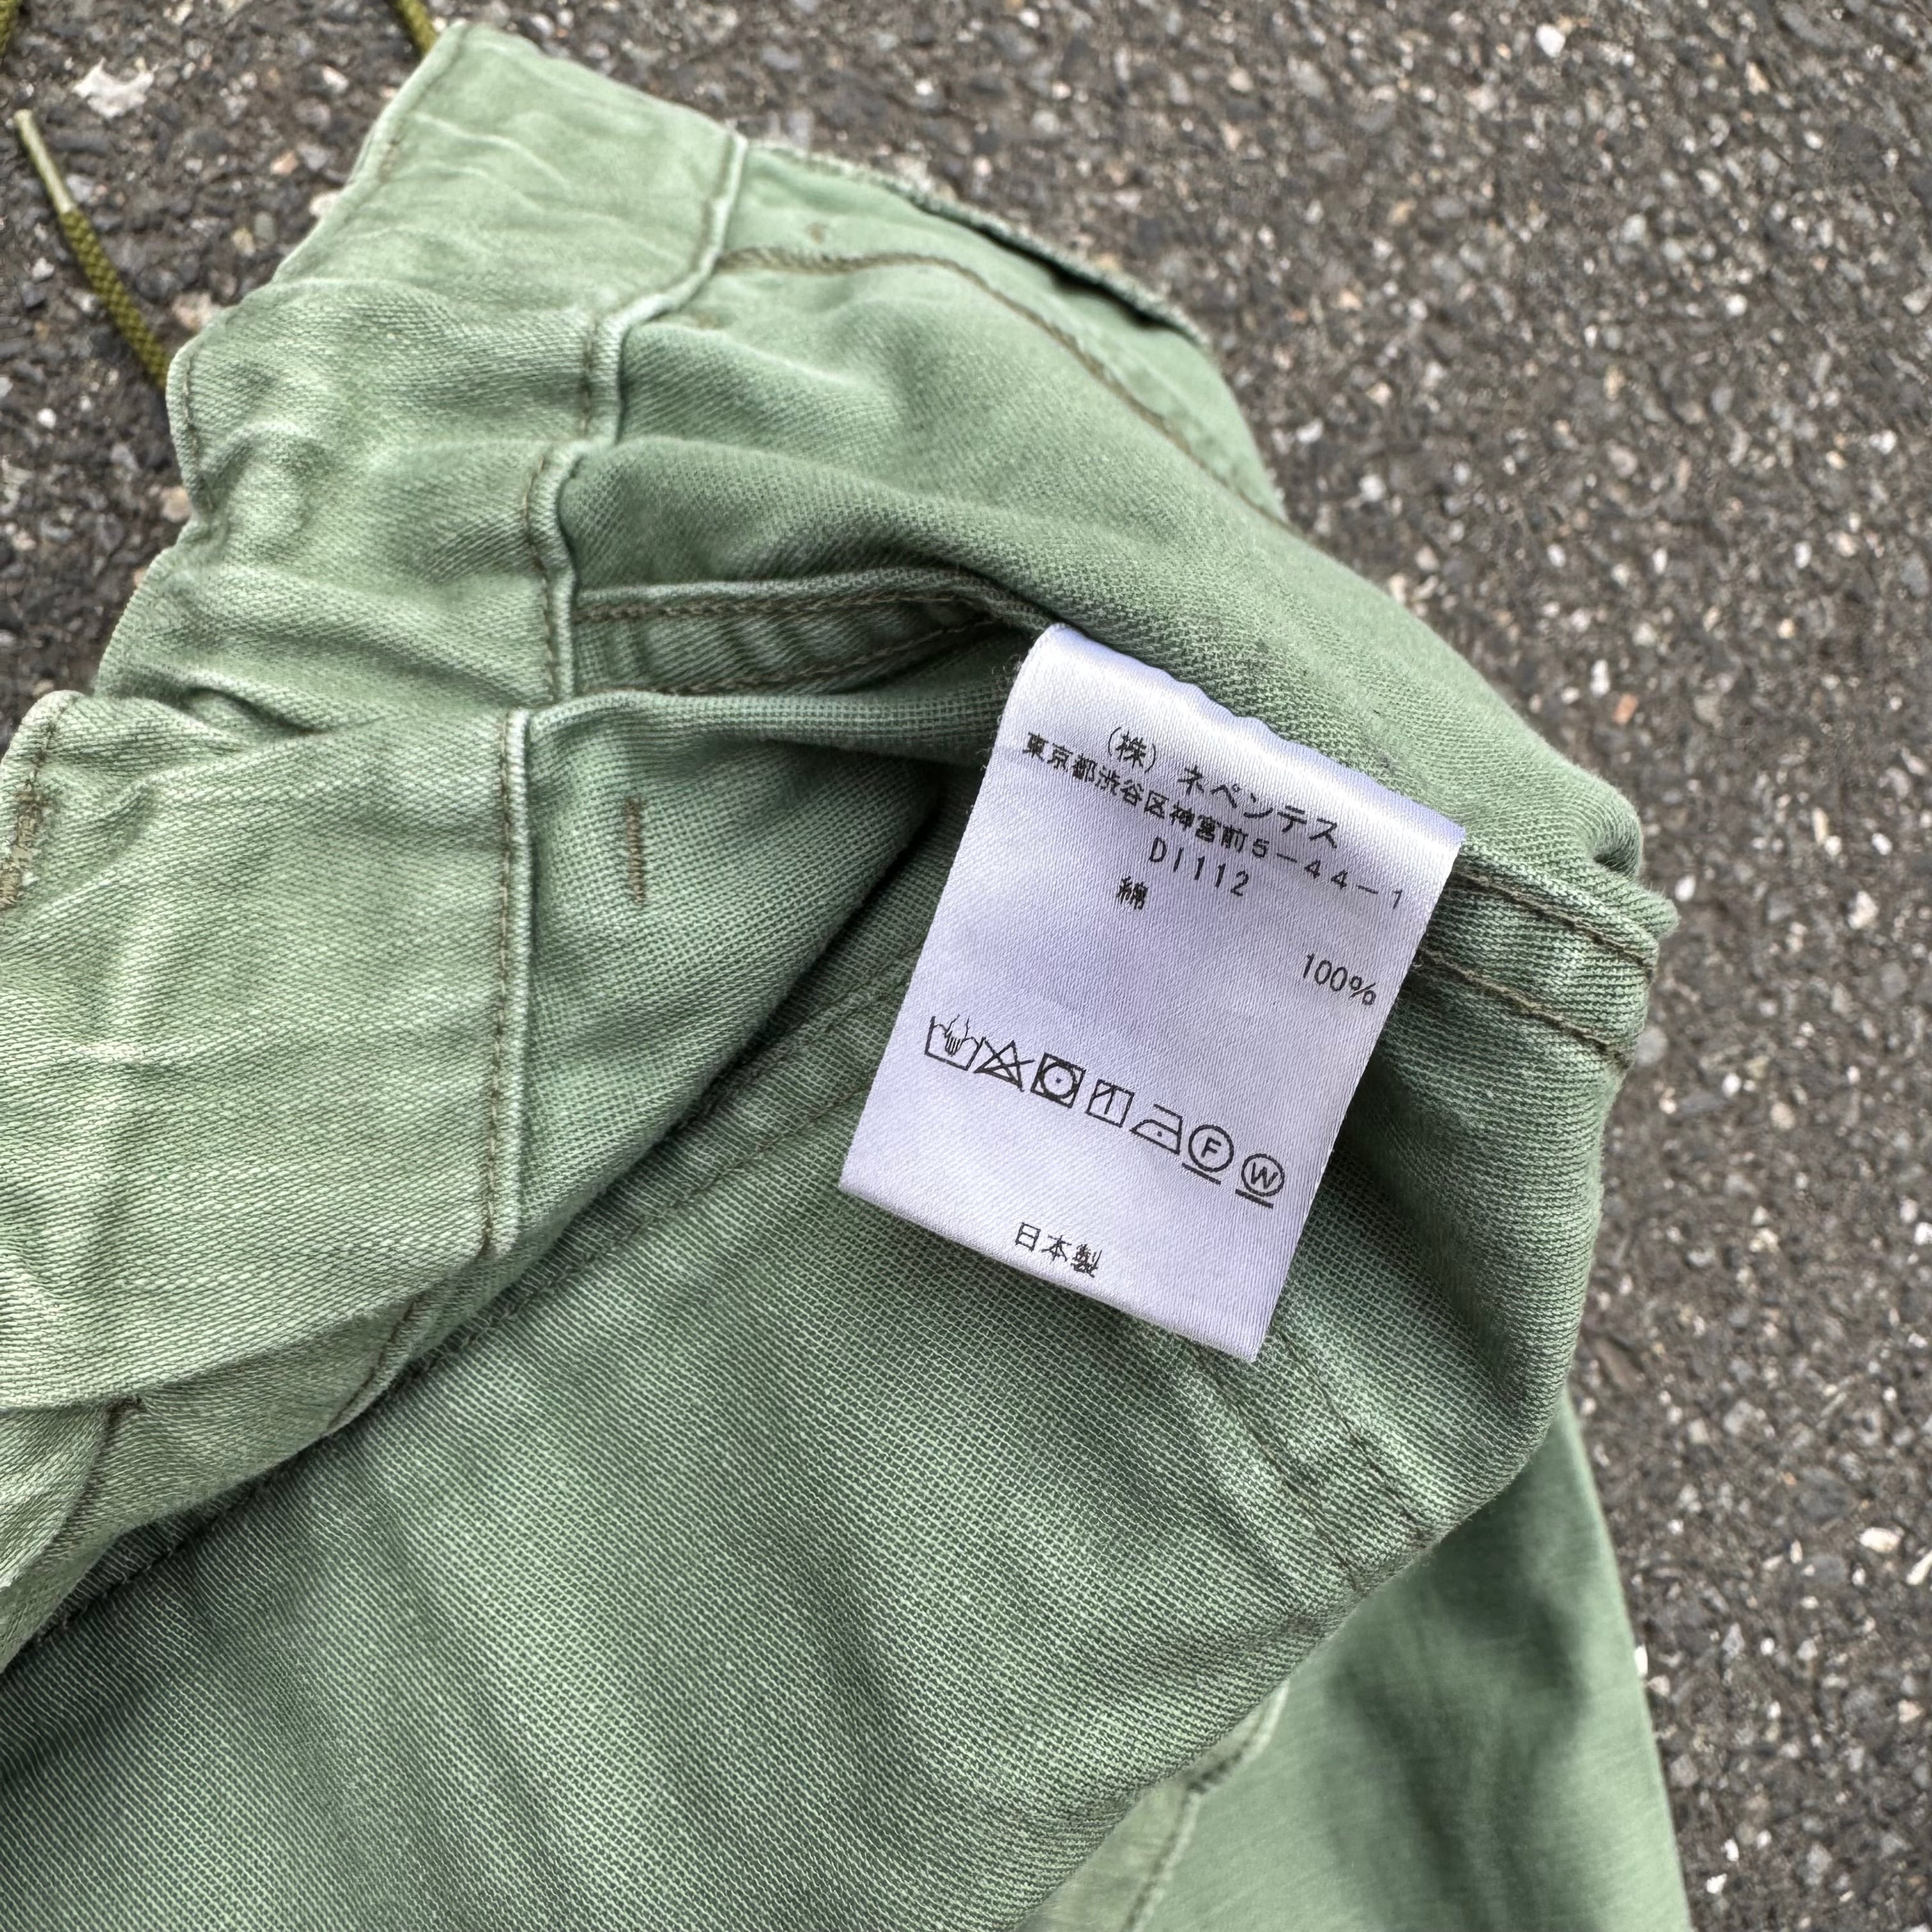 (株) ネペンテス
東京都渋谷区神宮前5-44-1
DI112
綿
100%
F W
日本製